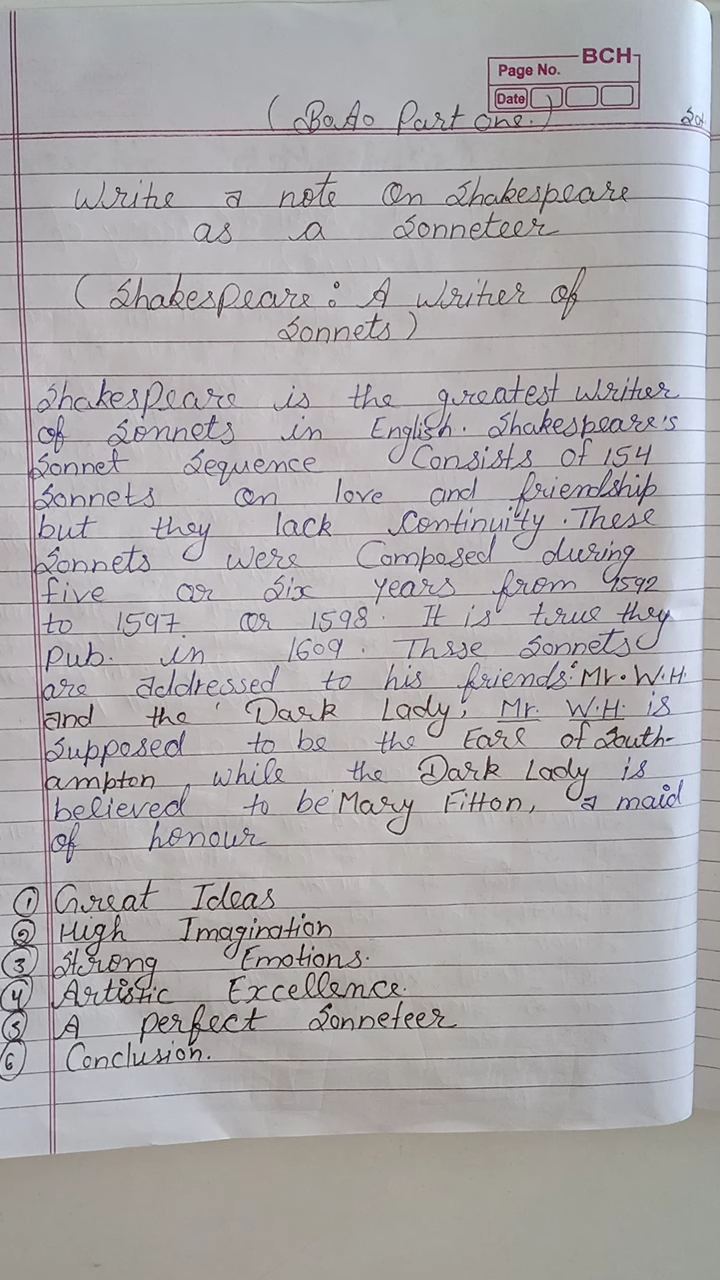 BCH
Page No.
Date
(B.A. Part One.)
Write a note On Shakespeare
as a Sonneteer
(Shakespeare: A Writer of
Sonnets)
Shakespeare is the greatest Writer
of Sonnets in English. Shakespeare's
Sonnet Sequence Consists of 154
Sonnets on love and friendship
but they lack Continuity. These
Sonnets were Composed during
five or Six years from 1592
to 1597. or 1598. It is true they
Pub. in 1609. Thsse Sonnets
are addressed to his friends 'Mr. W.H.
and the 'Dark Lady, Mr. W.H. is
Supposed to be the Earl of South-
ampton, while the Dark Lady is
believed to be Mary Fitton, a maid
of honour
① Great Ideas
② High Imagination
③ Strong Emotions.
④ Artistic Excellence.
⑤ A perfect Sonneteer
⑥ Conclusion.